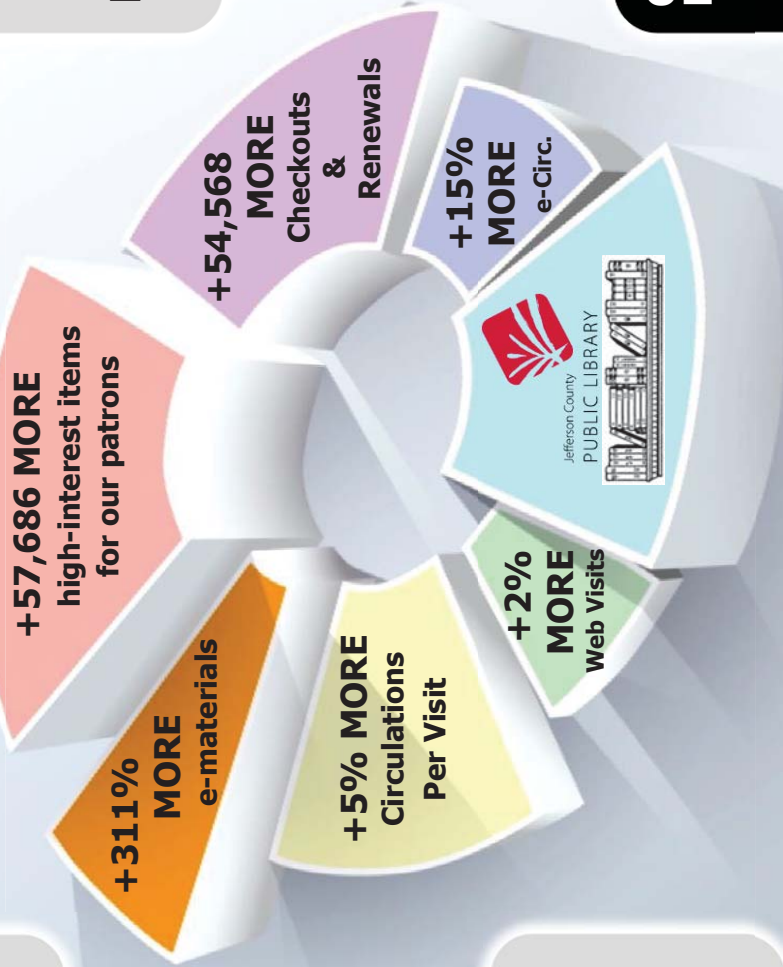 +57,686 MORE
high-interest items
for our patrons
+54,568
MORE
Checkouts
&
Renewals
+15%
MORE
e-Circ.
Jefferson County
PUBLIC LIBRARY
+2%
MORE
Web Visits
+5% MORE
Circulations
Per Visit
+311%
MORE
e-materials